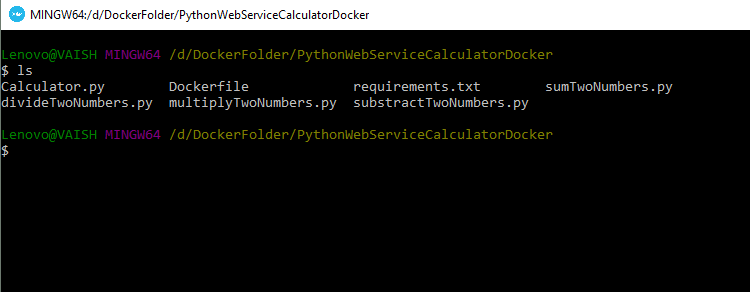 MINGW64:/d/DockerFolder/PythonWebServiceCalculatorDocker
Lenovo@VAISH MINGW64 /d/DockerFolder/PythonWebServiceCalculatorDocker
$ ls
Calculator.py Dockerfile requirements.txt sumTwoNumbers.py
divideTwoNumbers.py multiplyTwoNumbers.py substractTwoNumbers.py
Lenovo@VAISH MINGW64 /d/DockerFolder/PythonWebServiceCalculatorDocker
$